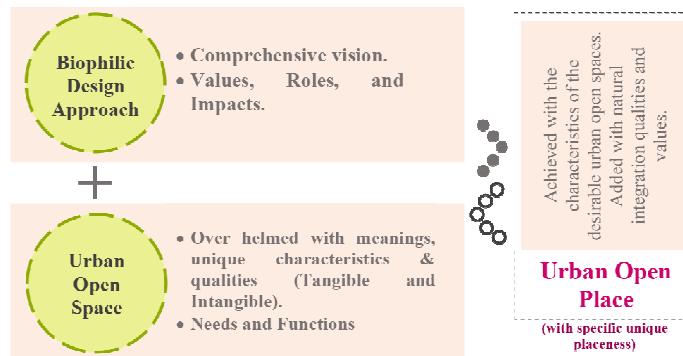 Biophilic
Design
Approach
• Comprehensive vision.
• Values, Roles, and
Impacts.
+
Urban
Open
Space
• Over helmed with meanings,
unique characteristics &
qualities (Tangible and
Intangible).
• Needs and Functions
Achieved with the
characteristics of the
desirable urban open spaces.
Added with natural
integration qualities and
values.
Urban Open
Place
(with specific unique
placeness)